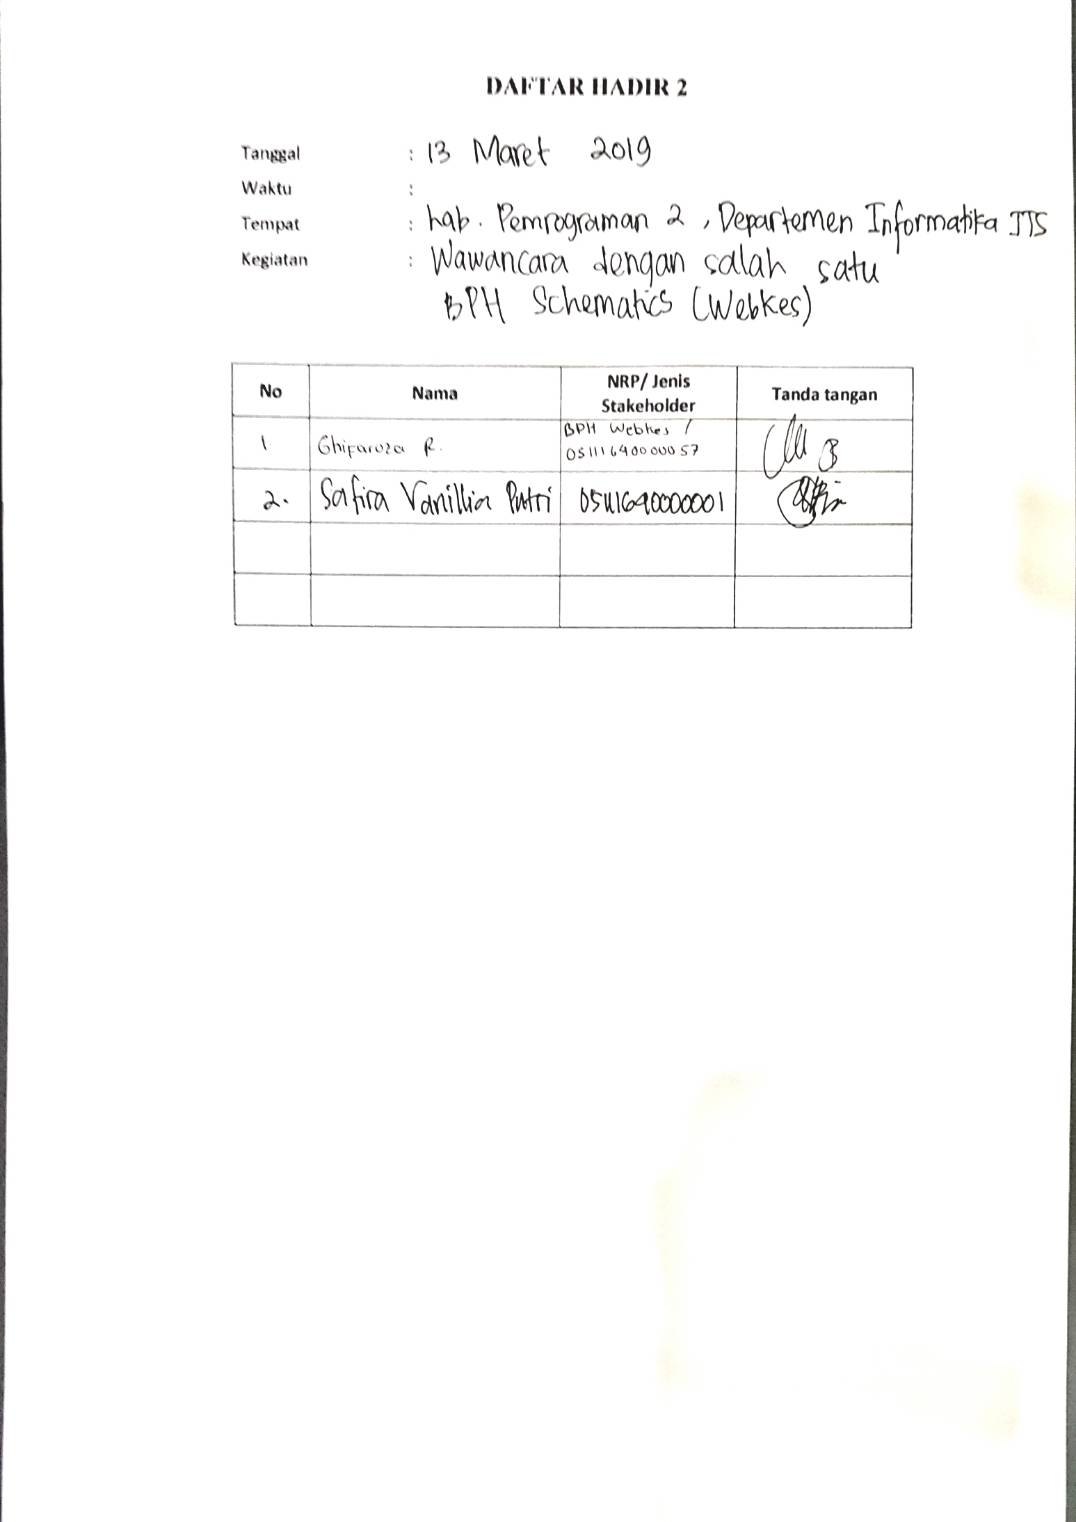 DAFTAR HADIR 2
Tanggal : 13 Maret 2019
Waktu :
Tempat : Lab. Pemrograman 2, Departemen Informatika ITS
Kegiatan : Wawancara dengan salah satu
BPH Schematics (Webkes)
No Nama NRP/ Jenis Stakeholder Tanda tangan
1 Ghifaroza R. BPH Webkes / 05111640000057
2. Safira Vanillia Putri 05111640000001